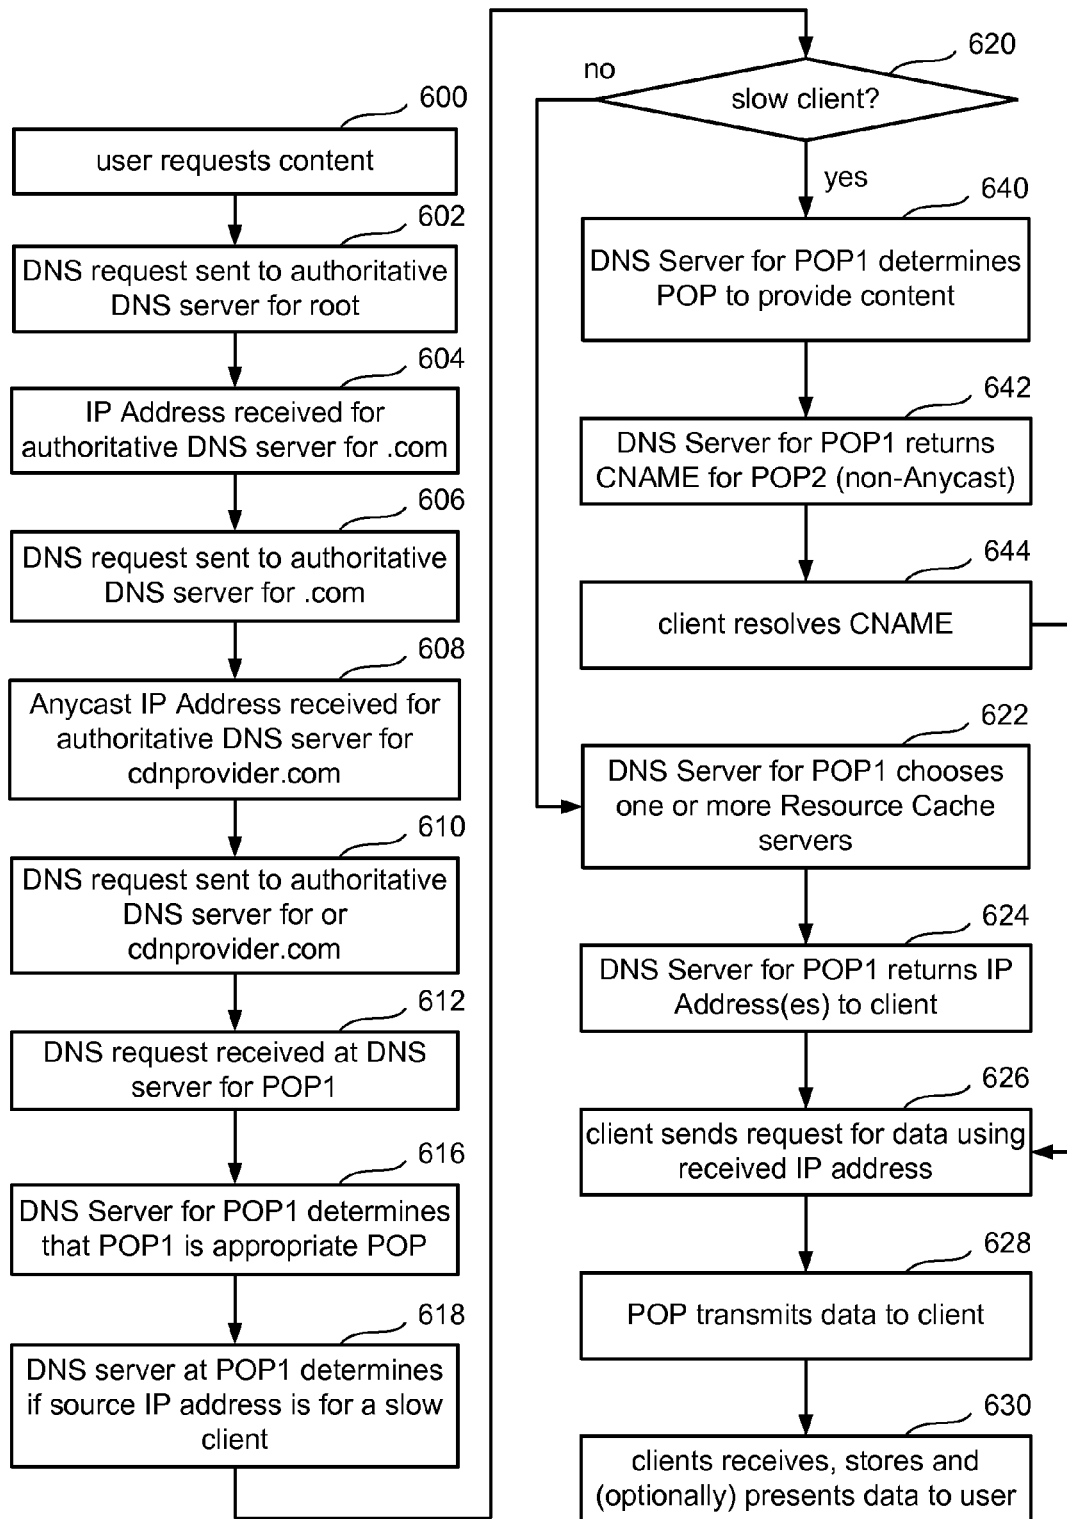 600
user requests content
602
DNS request sent to authoritative
DNS server for root
604
IP Address received for
authoritative DNS server for .com
606
DNS request sent to authoritative
DNS server for .com
608
Anycast IP Address received for
authoritative DNS server for
cdnprovider.com
610
DNS request sent to authoritative
DNS server for or
cdnprovider.com
612
DNS request received at DNS
server for POP1
616
DNS Server for POP1 determines
that POP1 is appropriate POP
618
DNS server at POP1 determines
if source IP address is for a slow
client
620
slow client?
no
yes
640
DNS Server for POP1 determines
POP to provide content
642
DNS Server for POP1 returns
CNAME for POP2 (non-Anycast)
644
client resolves CNAME
622
DNS Server for POP1 chooses
one or more Resource Cache
servers
624
DNS Server for POP1 returns IP
Address(es) to client
626
client sends request for data using
received IP address
628
POP transmits data to client
630
clients receives, stores and
(optionally) presents data to user